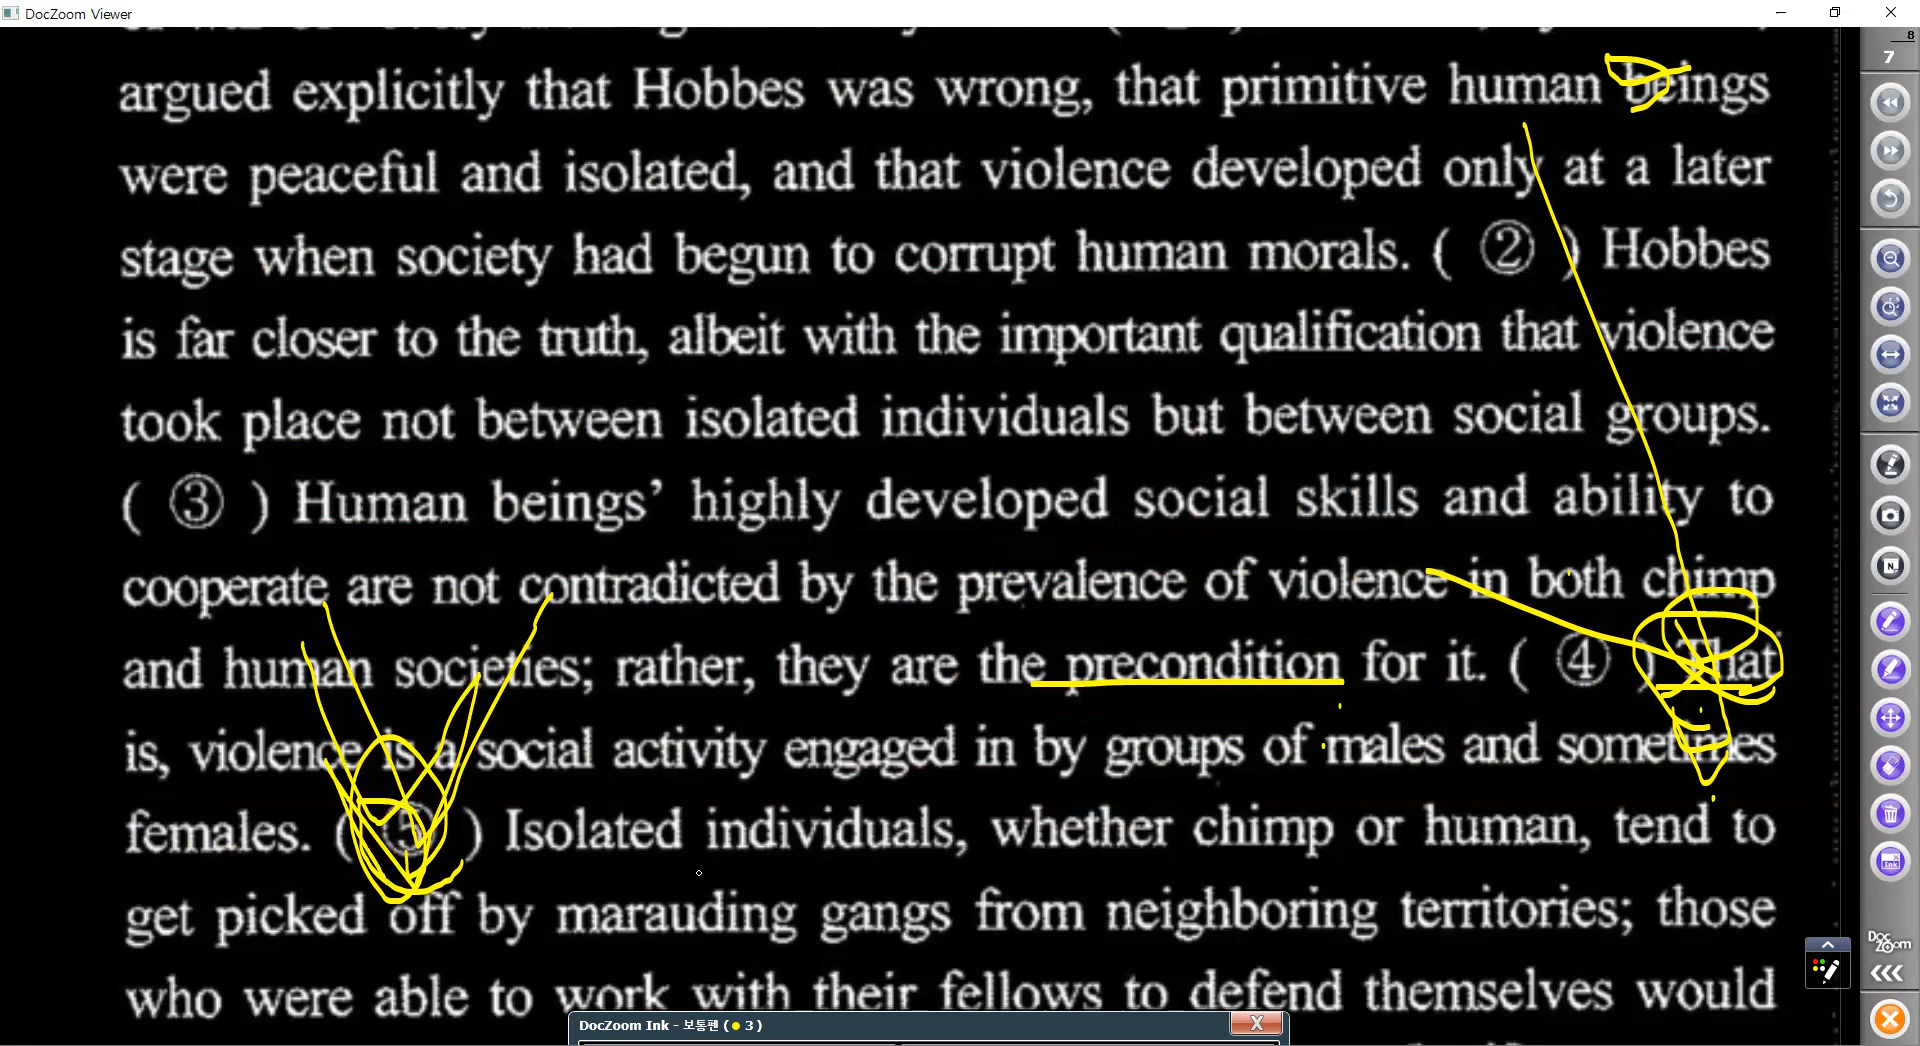 DocZoom Viewer
8
7
argued explicitly that Hobbes was wrong, that primitive human beings
were peaceful and isolated, and that violence developed only at a later
stage when society had begun to corrupt human morals. ( ② ) Hobbes
is far closer to the truth, albeit with the important qualification that violence
took place not between isolated individuals but between social groups.
( ③ ) Human beings’ highly developed social skills and ability to
cooperate are not contradicted by the prevalence of violence in both chimp
and human societies; rather, they are the precondition for it. ( ④ ) That
is, violence is a social activity engaged in by groups of males and sometimes
females. ( ⑤ ) Isolated individuals, whether chimp or human, tend to
get picked off by marauding gangs from neighboring territories; those
who were able to work with their fellows to defend themselves would
Doc Zoom
DocZoom Ink - 보통펜 ( 3 )